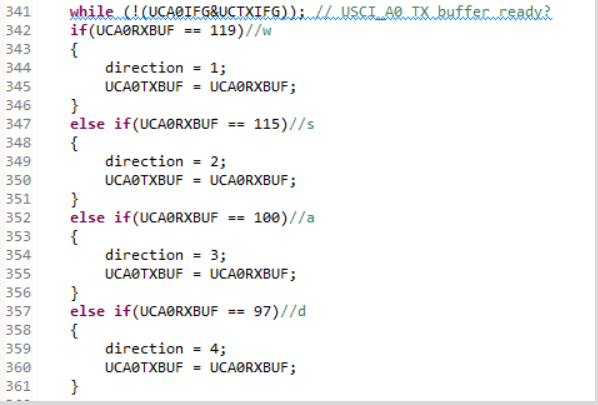 341 while (!(UCA0IFG&UCTXIFG)); // USCI_A0 TX buffer ready?
342 if(UCA0RXBUF == 119)//w
343 {
344 direction = 1;
345 UCA0TXBUF = UCA0RXBUF;
346 }
347 else if(UCA0RXBUF == 115)//s
348 {
349 direction = 2;
350 UCA0TXBUF = UCA0RXBUF;
351 }
352 else if(UCA0RXBUF == 100)//a
353 {
354 direction = 3;
355 UCA0TXBUF = UCA0RXBUF;
356 }
357 else if(UCA0RXBUF == 97)//d
358 {
359 direction = 4;
360 UCA0TXBUF = UCA0RXBUF;
361 }